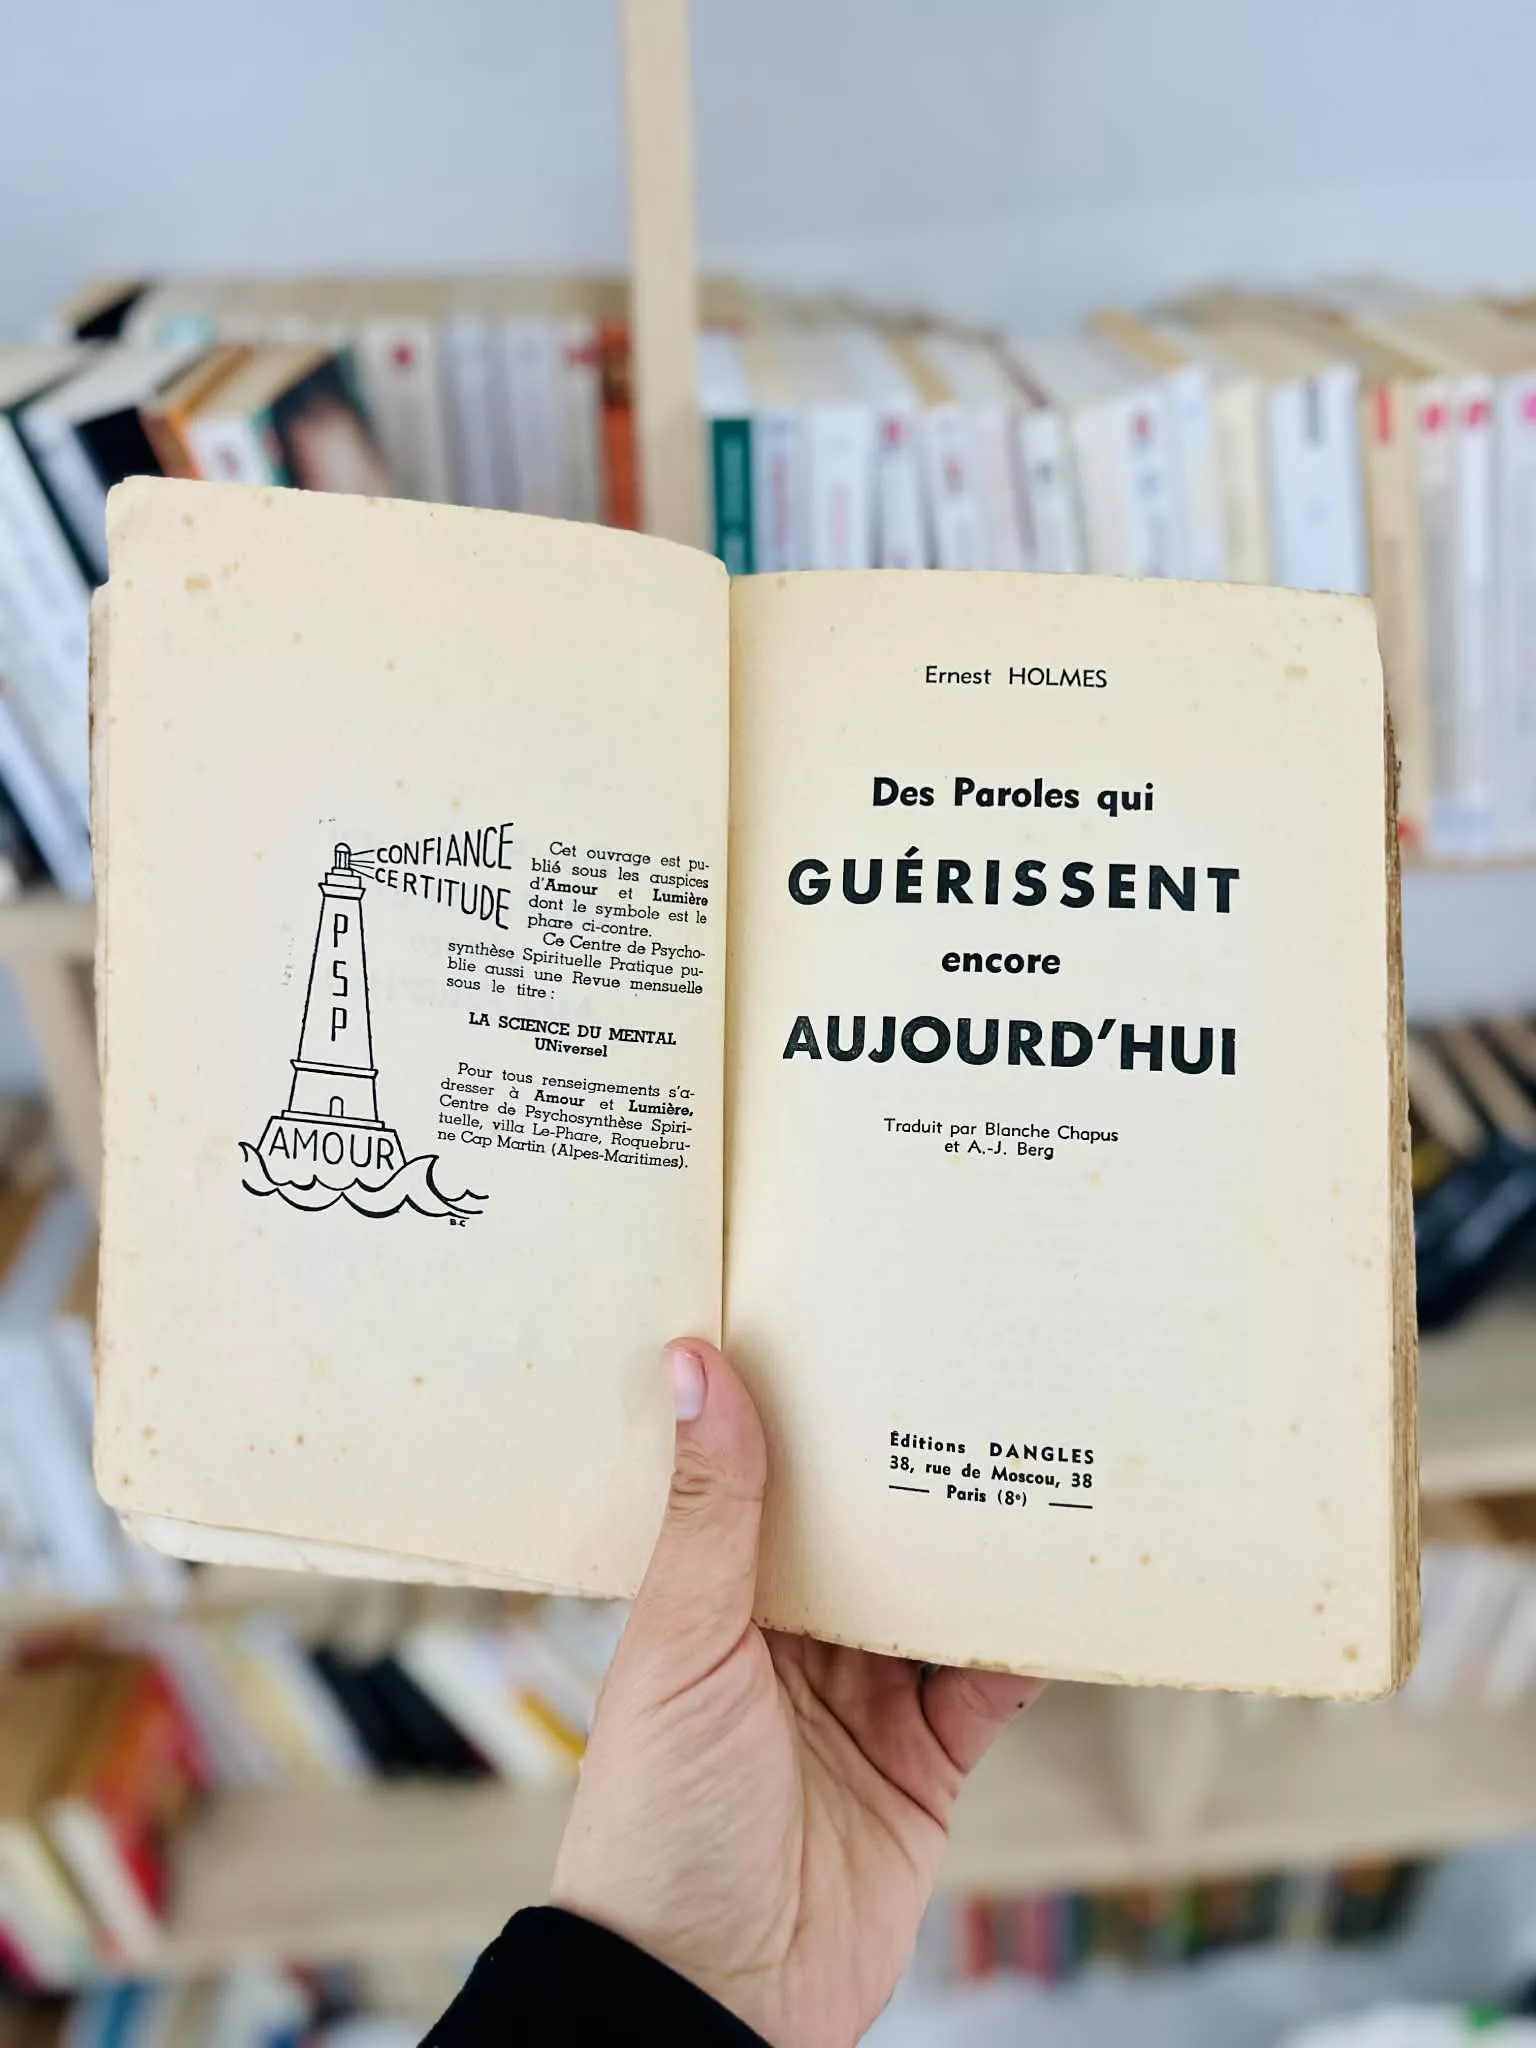 CONFIANCE
CERTITUDE
PSP
AMOUR
B.C
Cet ouvrage est pu-
blié sous les auspices
d'Amour et Lumière
dont le symbole est le
phare ci-contre.
Ce Centre de Psycho-
synthèse Spirituelle Pratique pu-
blie aussi une Revue mensuelle
sous le titre :
LA SCIENCE DU MENTAL
UNiversel
Pour tous renseignements s'a-
dresser à Amour et Lumière,
Centre de Psychosynthèse Spiri-
tuelle, villa Le-Phare, Roquebru-
ne Cap Martin (Alpes-Maritimes).
Ernest HOLMES
Des Paroles qui
GUÉRISSENT
encore
AUJOURD'HUI
Traduit par Blanche Chapus
et A.-J. Berg
Éditions DANGLES
38, rue de Moscou, 38
Paris (8e)